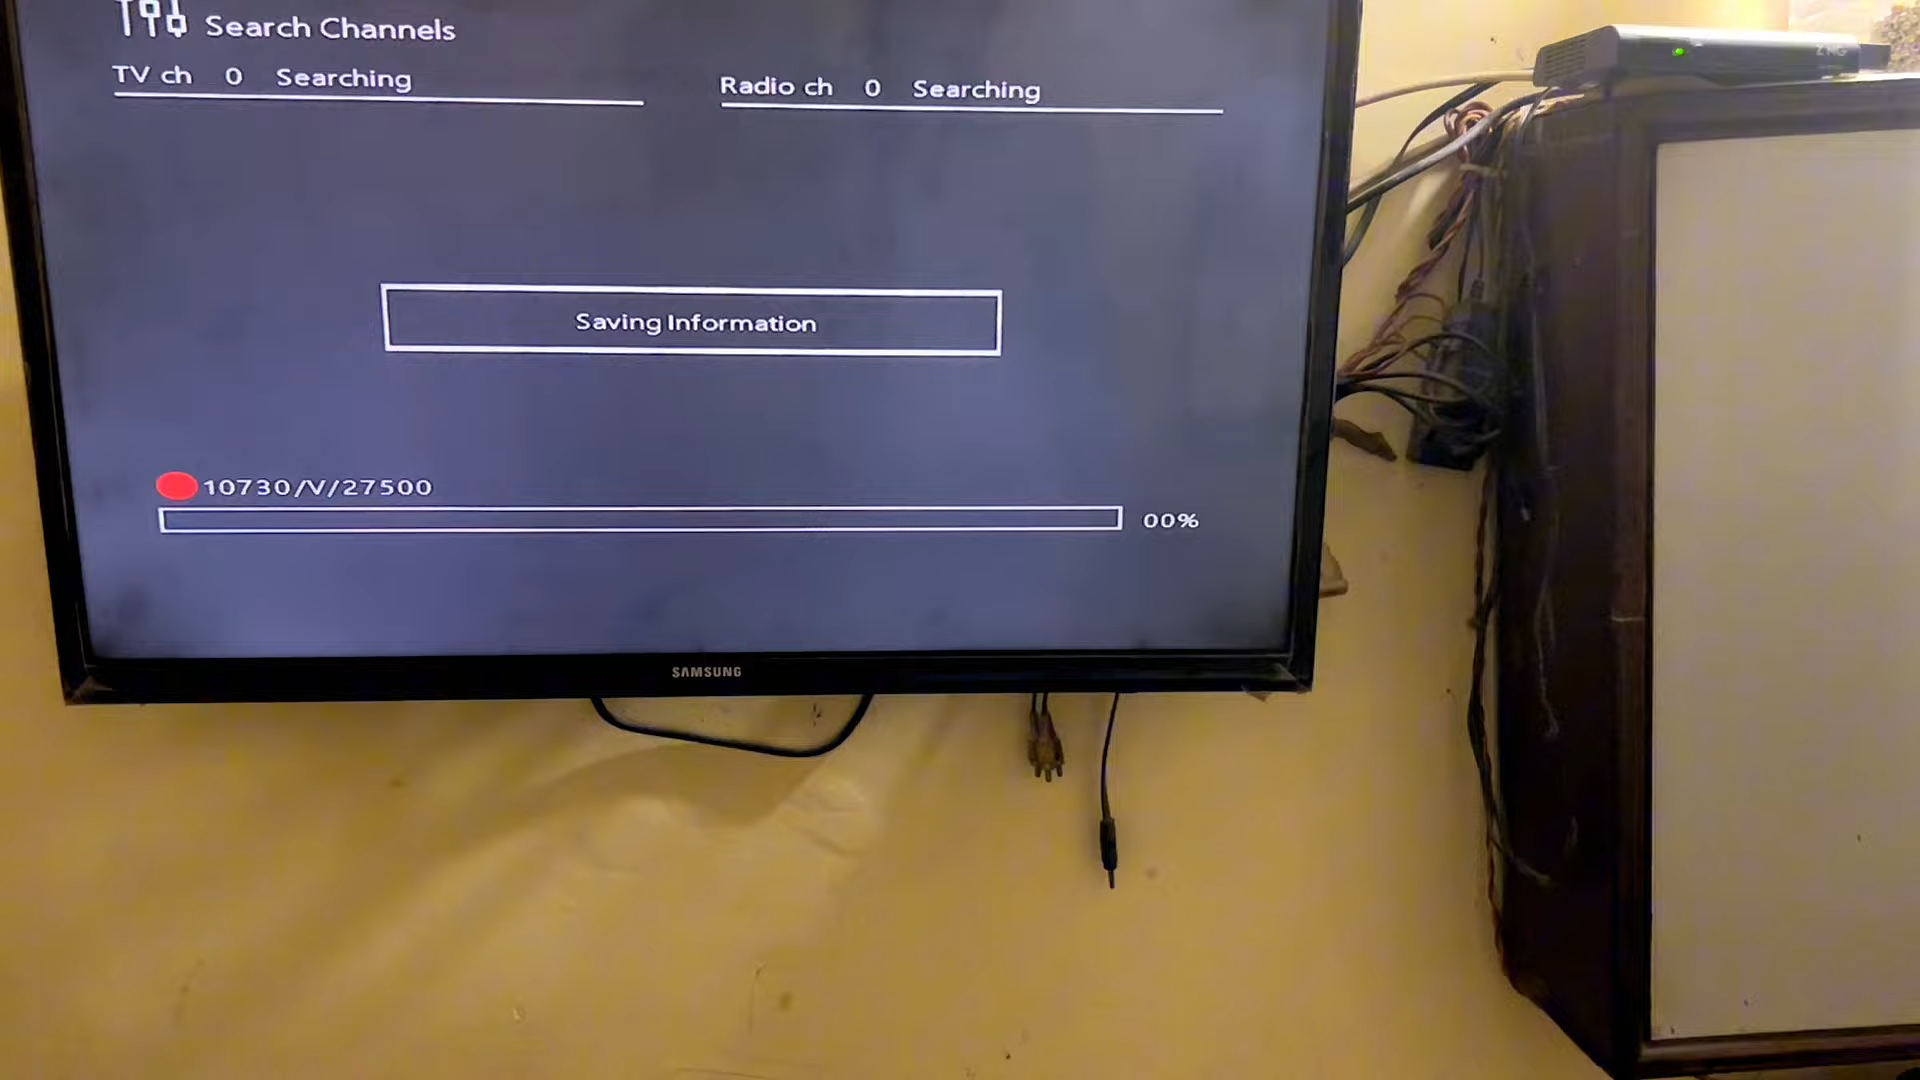 Search Channels
TV ch 0 Searching
Radio ch 0 Searching
Saving Information
10730/V/27500
00%
SAMSUNG